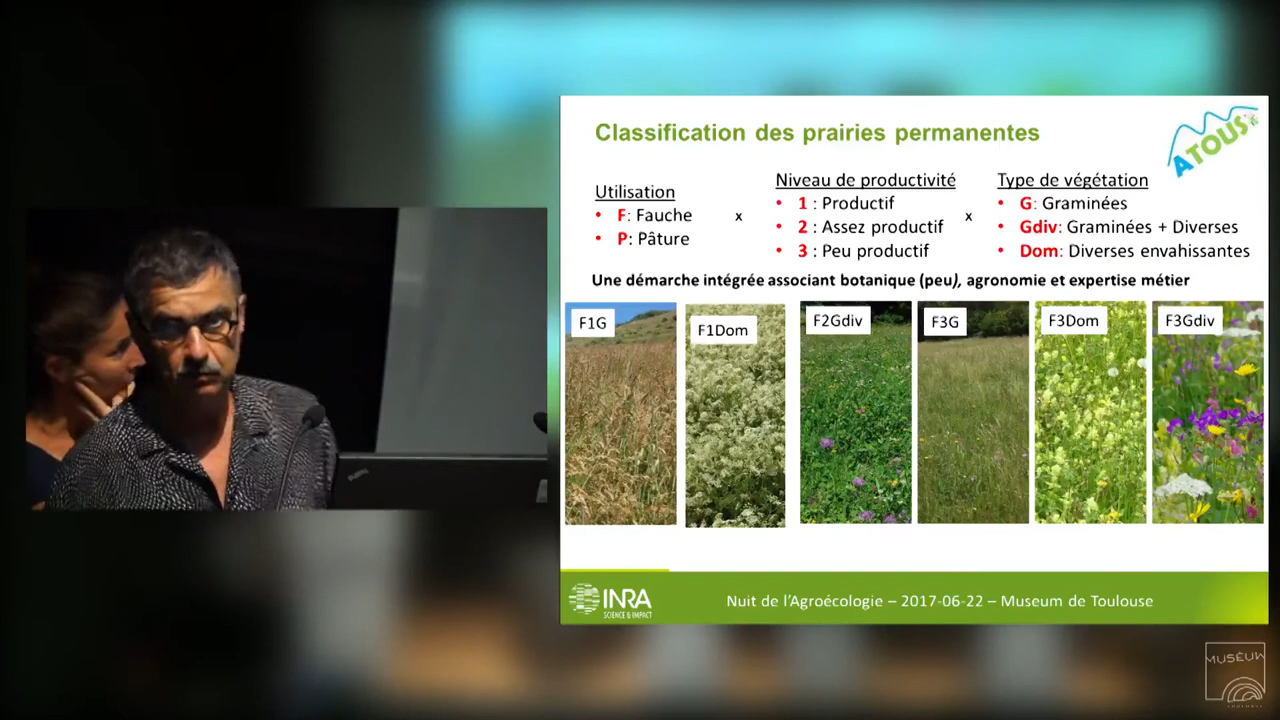 Classification des prairies permanentes
ATOUS
Utilisation
• F: Fauche
• P: Pâture
x
Niveau de productivité
• 1 : Productif
• 2 : Assez productif
• 3 : Peu productif
x
Type de végétation
• G: Graminées
• Gdiv: Graminées + Diverses
• Dom: Diverses envahissantes
Une démarche intégrée associant botanique (peu), agronomie et expertise métier
F1G
F1Dom
F2Gdiv
F3G
F3Dom
F3Gdiv
INRA
SCIENCE & IMPACT
Nuit de l'Agroécologie – 2017-06-22 – Museum de Toulouse
MUSEUM
TOULOUSE